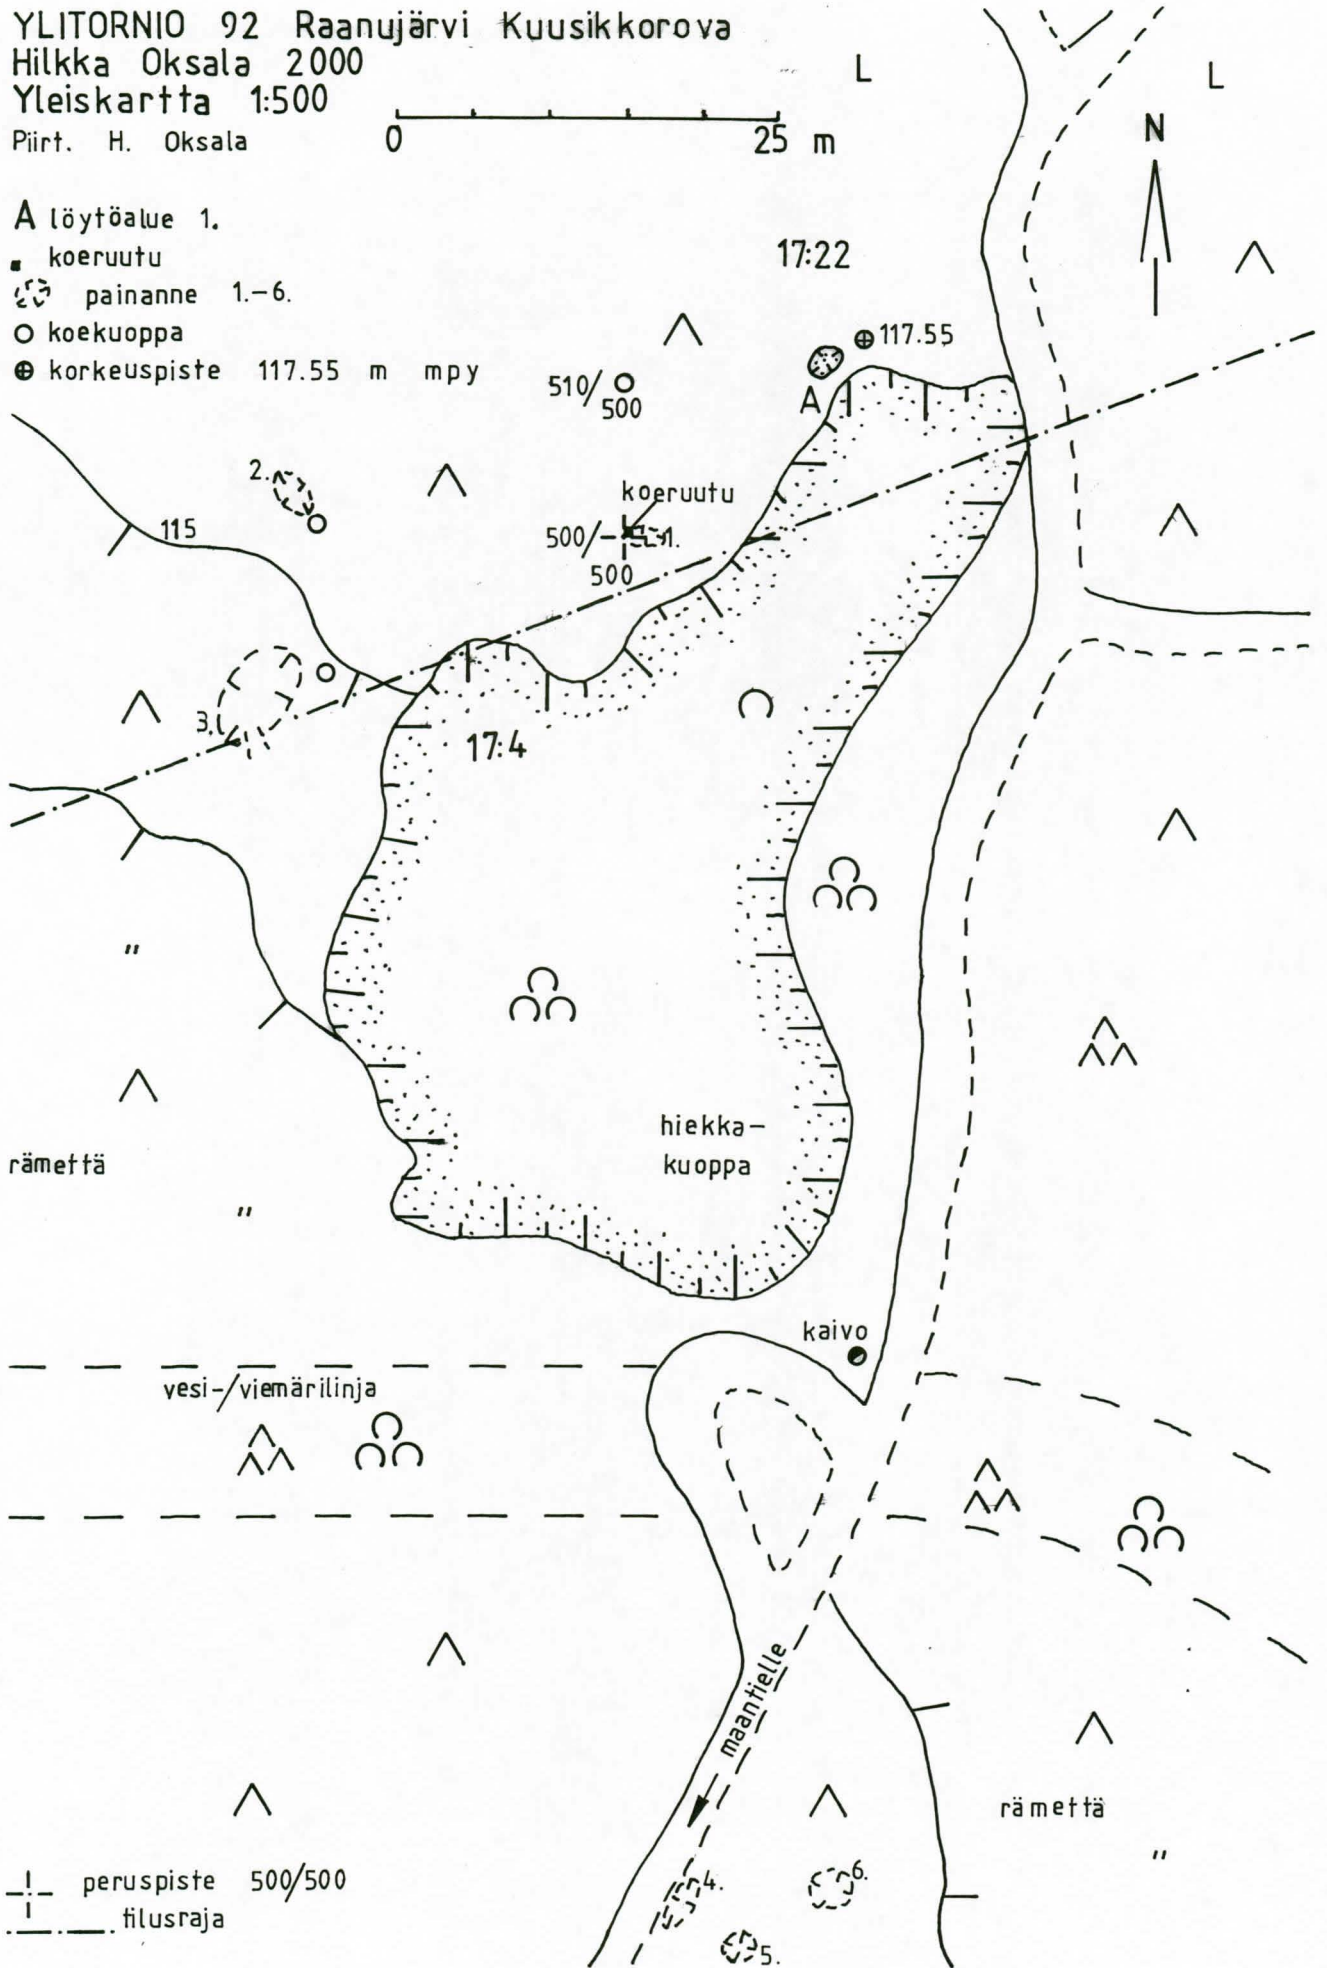 YLITORNIO 92 Raanujärvi Kuusikkorova
Hilkka Oksala 2000
Yleiskartta 1:500
Piirt. H. Oksala
0 25 m
L
L
N
A löytöalue 1.
koeruutu
painanne 1.-6.
koekuoppa
korkeuspiste 117.55 m mpy
17:22
117.55
510/500
A
2.
koeruutu
115
500/500
1.
3.
17:4
hiekka-
kuoppa
rämettä
kaivo
vesi-/viemärilinja
maantielle
rämettä
peruspiste 500/500
tilusraja
4.
6.
5.